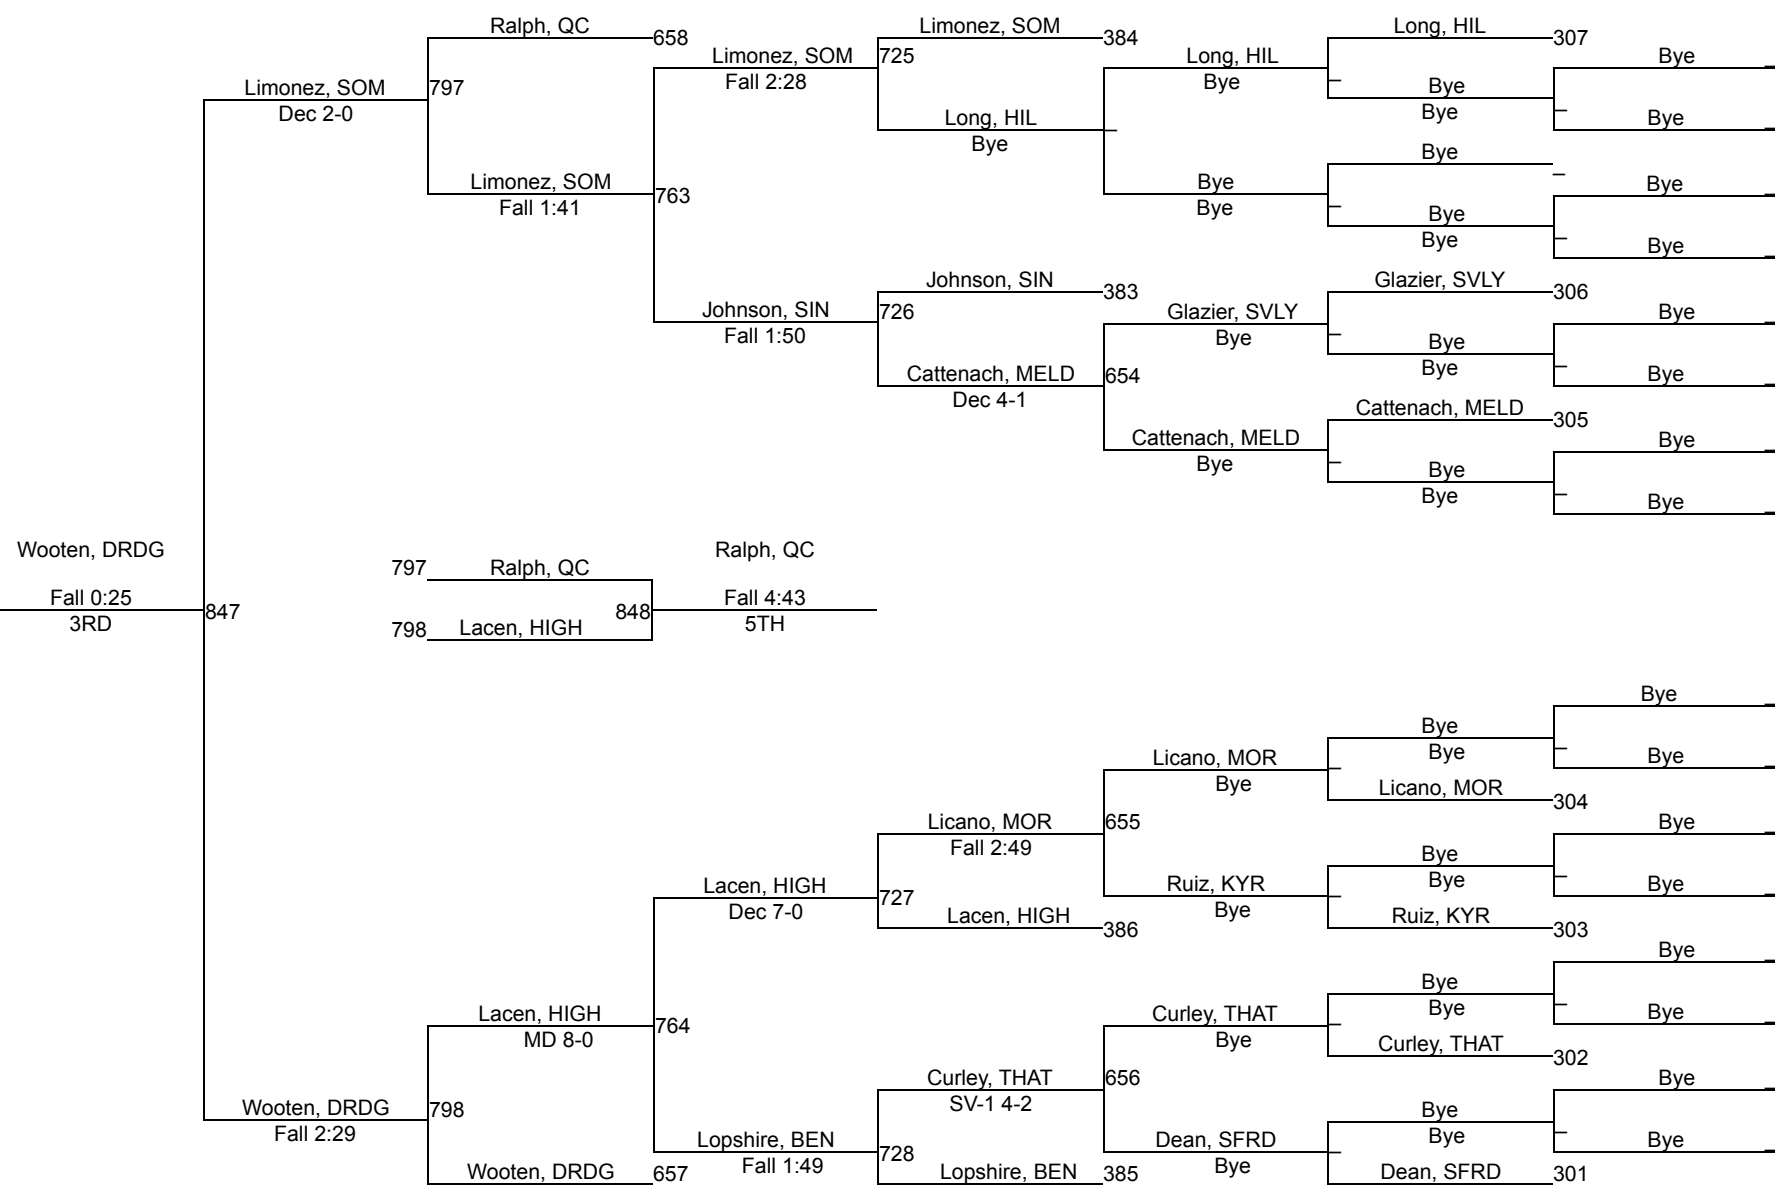 Ralph, QC
658
Limonez, SOM
384
Long, HIL
307
Limonez, SOM
Fall 2:28
725
Long, HIL
Bye
Bye
Limonez, SOM
Dec 2-0
797
Bye
Bye
Long, HIL
Bye
Bye
Bye
Limonez, SOM
Fall 1:41
763
Bye
Bye
Bye
Bye
Bye
Bye
Johnson, SIN
383
Glazier, SVLY
306
Johnson, SIN
Fall 1:50
726
Glazier, SVLY
Bye
Bye
Bye
Bye
Cattenach, MELD
Dec 4-1
654
Bye
Cattenach, MELD
305
Cattenach, MELD
Bye
Bye
Bye
Bye
Bye
Wooten, DRDG
Fall 0:25
3RD
847
797
Ralph, QC
798
Lacen, HIGH
848
Ralph, QC
Fall 4:43
5TH
Bye
Bye
Bye
Licano, MOR
Bye
Bye
Licano, MOR
304
Licano, MOR
Fall 2:49
655
Bye
Bye
Bye
Lacen, HIGH
Dec 7-0
727
Ruiz, KYR
Bye
Bye
Lacen, HIGH
386
Ruiz, KYR
303
Bye
Bye
Bye
Lacen, HIGH
MD 8-0
764
Curley, THAT
Bye
Bye
Curley, THAT
302
Curley, THAT
SV-1 4-2
656
Bye
Wooten, DRDG
Fall 2:29
798
Bye
Bye
Lopshire, BEN
Fall 1:49
728
Dean, SFRD
Bye
Bye
Wooten, DRDG
657
Lopshire, BEN
385
Dean, SFRD
301